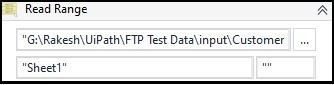 Read Range
"G:\Rakesh\UiPath\FTP Test Data\input\Customer
...
"Sheet1"
""